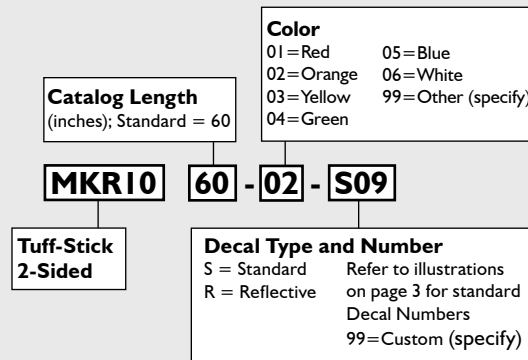 Color
01=Red 05=Blue
02=Orange 06=White
03=Yellow 99=Other (specify)
04=Green
Catalog Length
(inches); Standard = 60
MKR10 60 - 02 - S09
Tuff-Stick
2-Sided
Decal Type and Number
S = Standard Refer to illustrations
R = Reflective on page 3 for standard
Decal Numbers
99=Custom (specify)